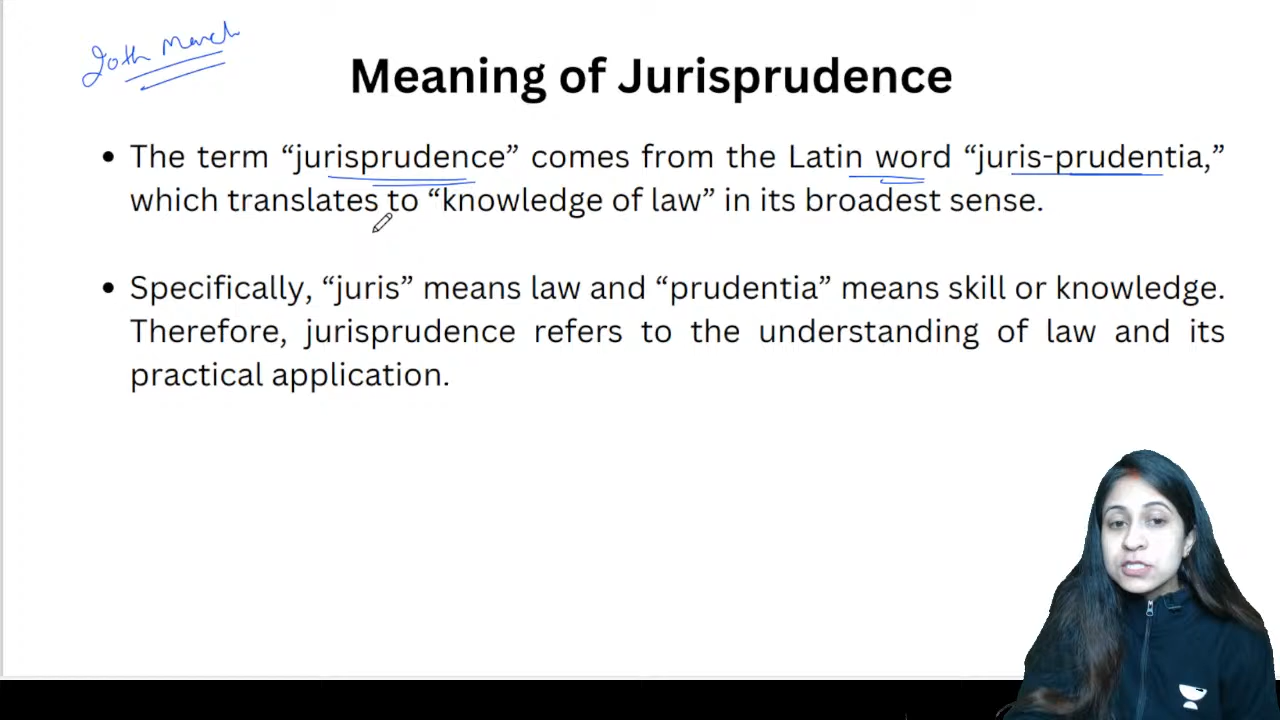 20th March
Meaning of Jurisprudence
• The term “jurisprudence” comes from the Latin word “juris-prudentia,”
which translates to “knowledge of law” in its broadest sense.
• Specifically, “juris” means law and “prudentia” means skill or knowledge.
Therefore, jurisprudence refers to the understanding of law and its
practical application.